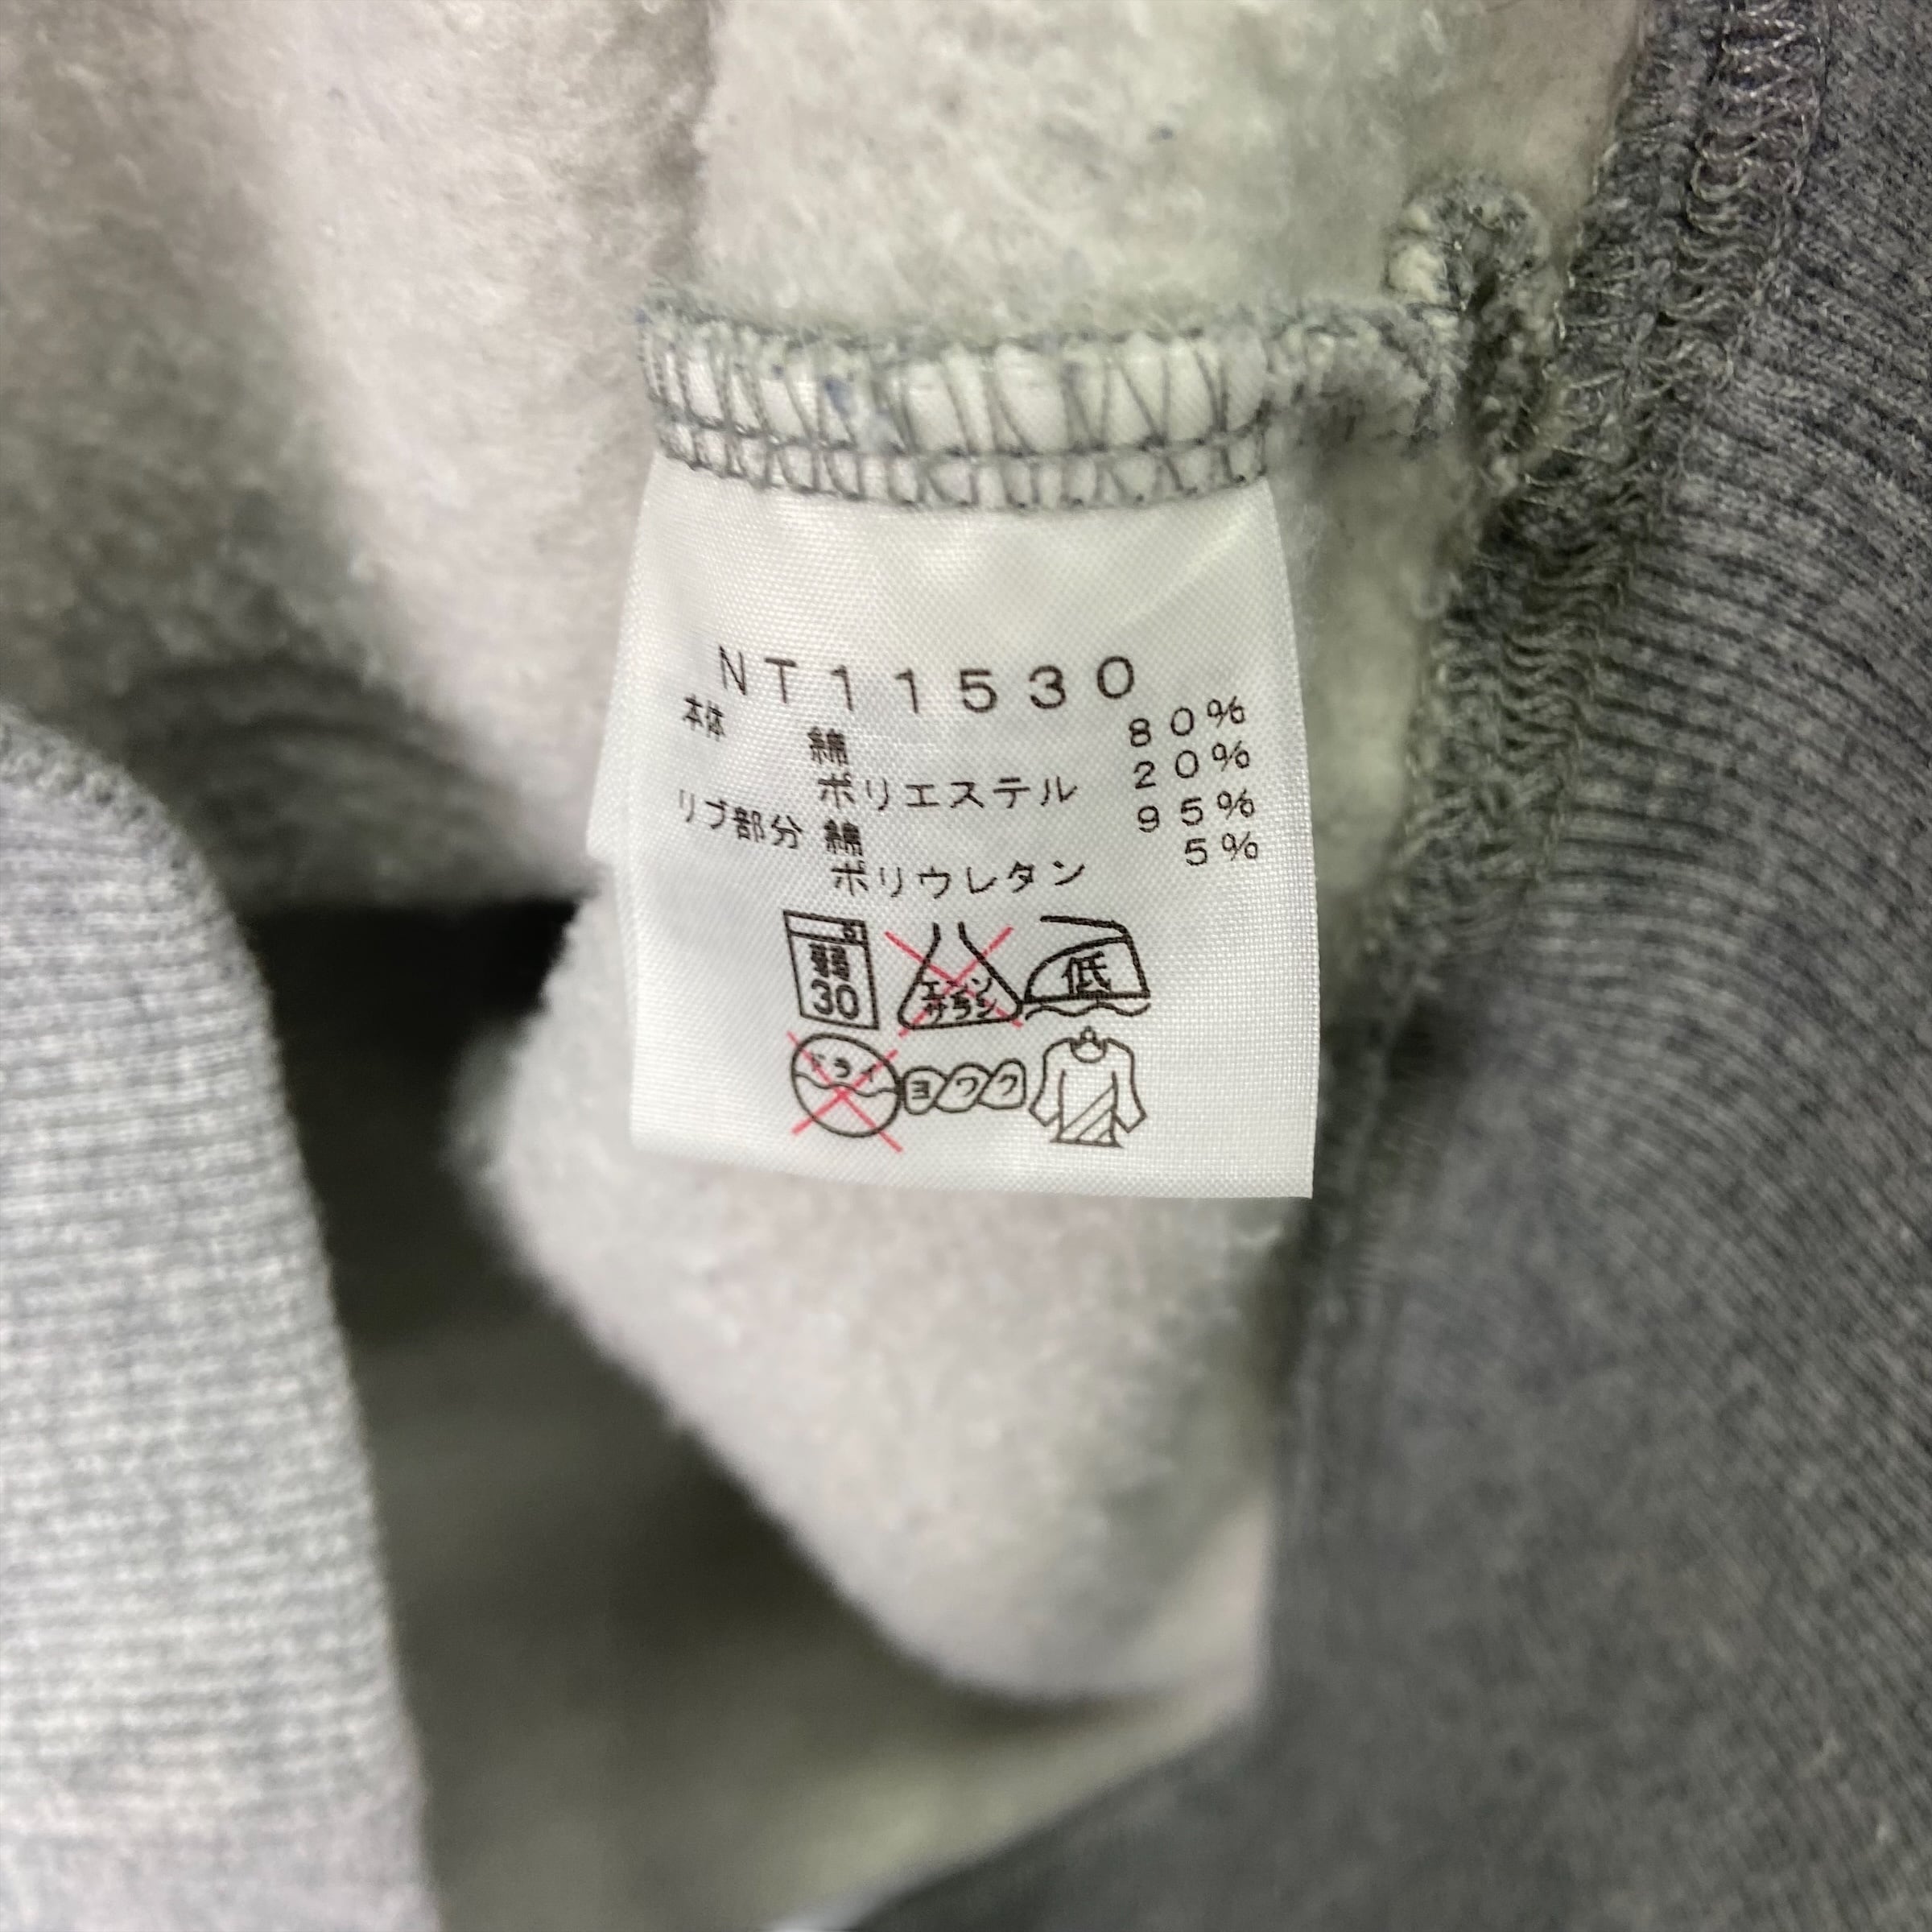 NT11530
本体 綿 80%
ポリエステル 20%
リブ部分 綿 95%
ポリウレタン 5%
30
エンソ
サラシ
低
ドライ
ヨワク